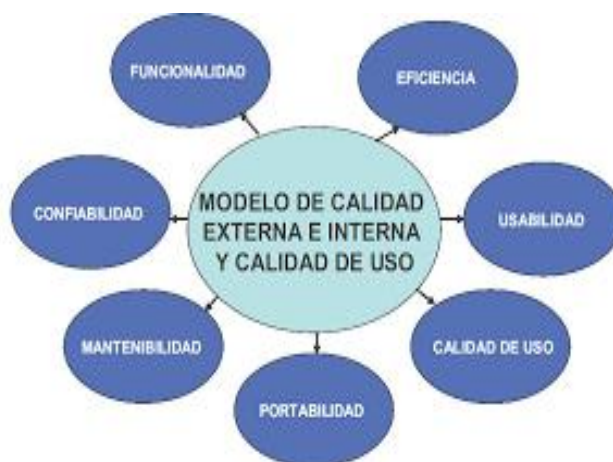 FUNCIONALIDAD
EFICIENCIA
CONFIABILIDAD
MODELO DE CALIDAD
EXTERNA E INTERNA
Y CALIDAD DE USO
USABILIDAD
MANTENIBILIDAD
CALIDAD DE USO
PORTABILIDAD